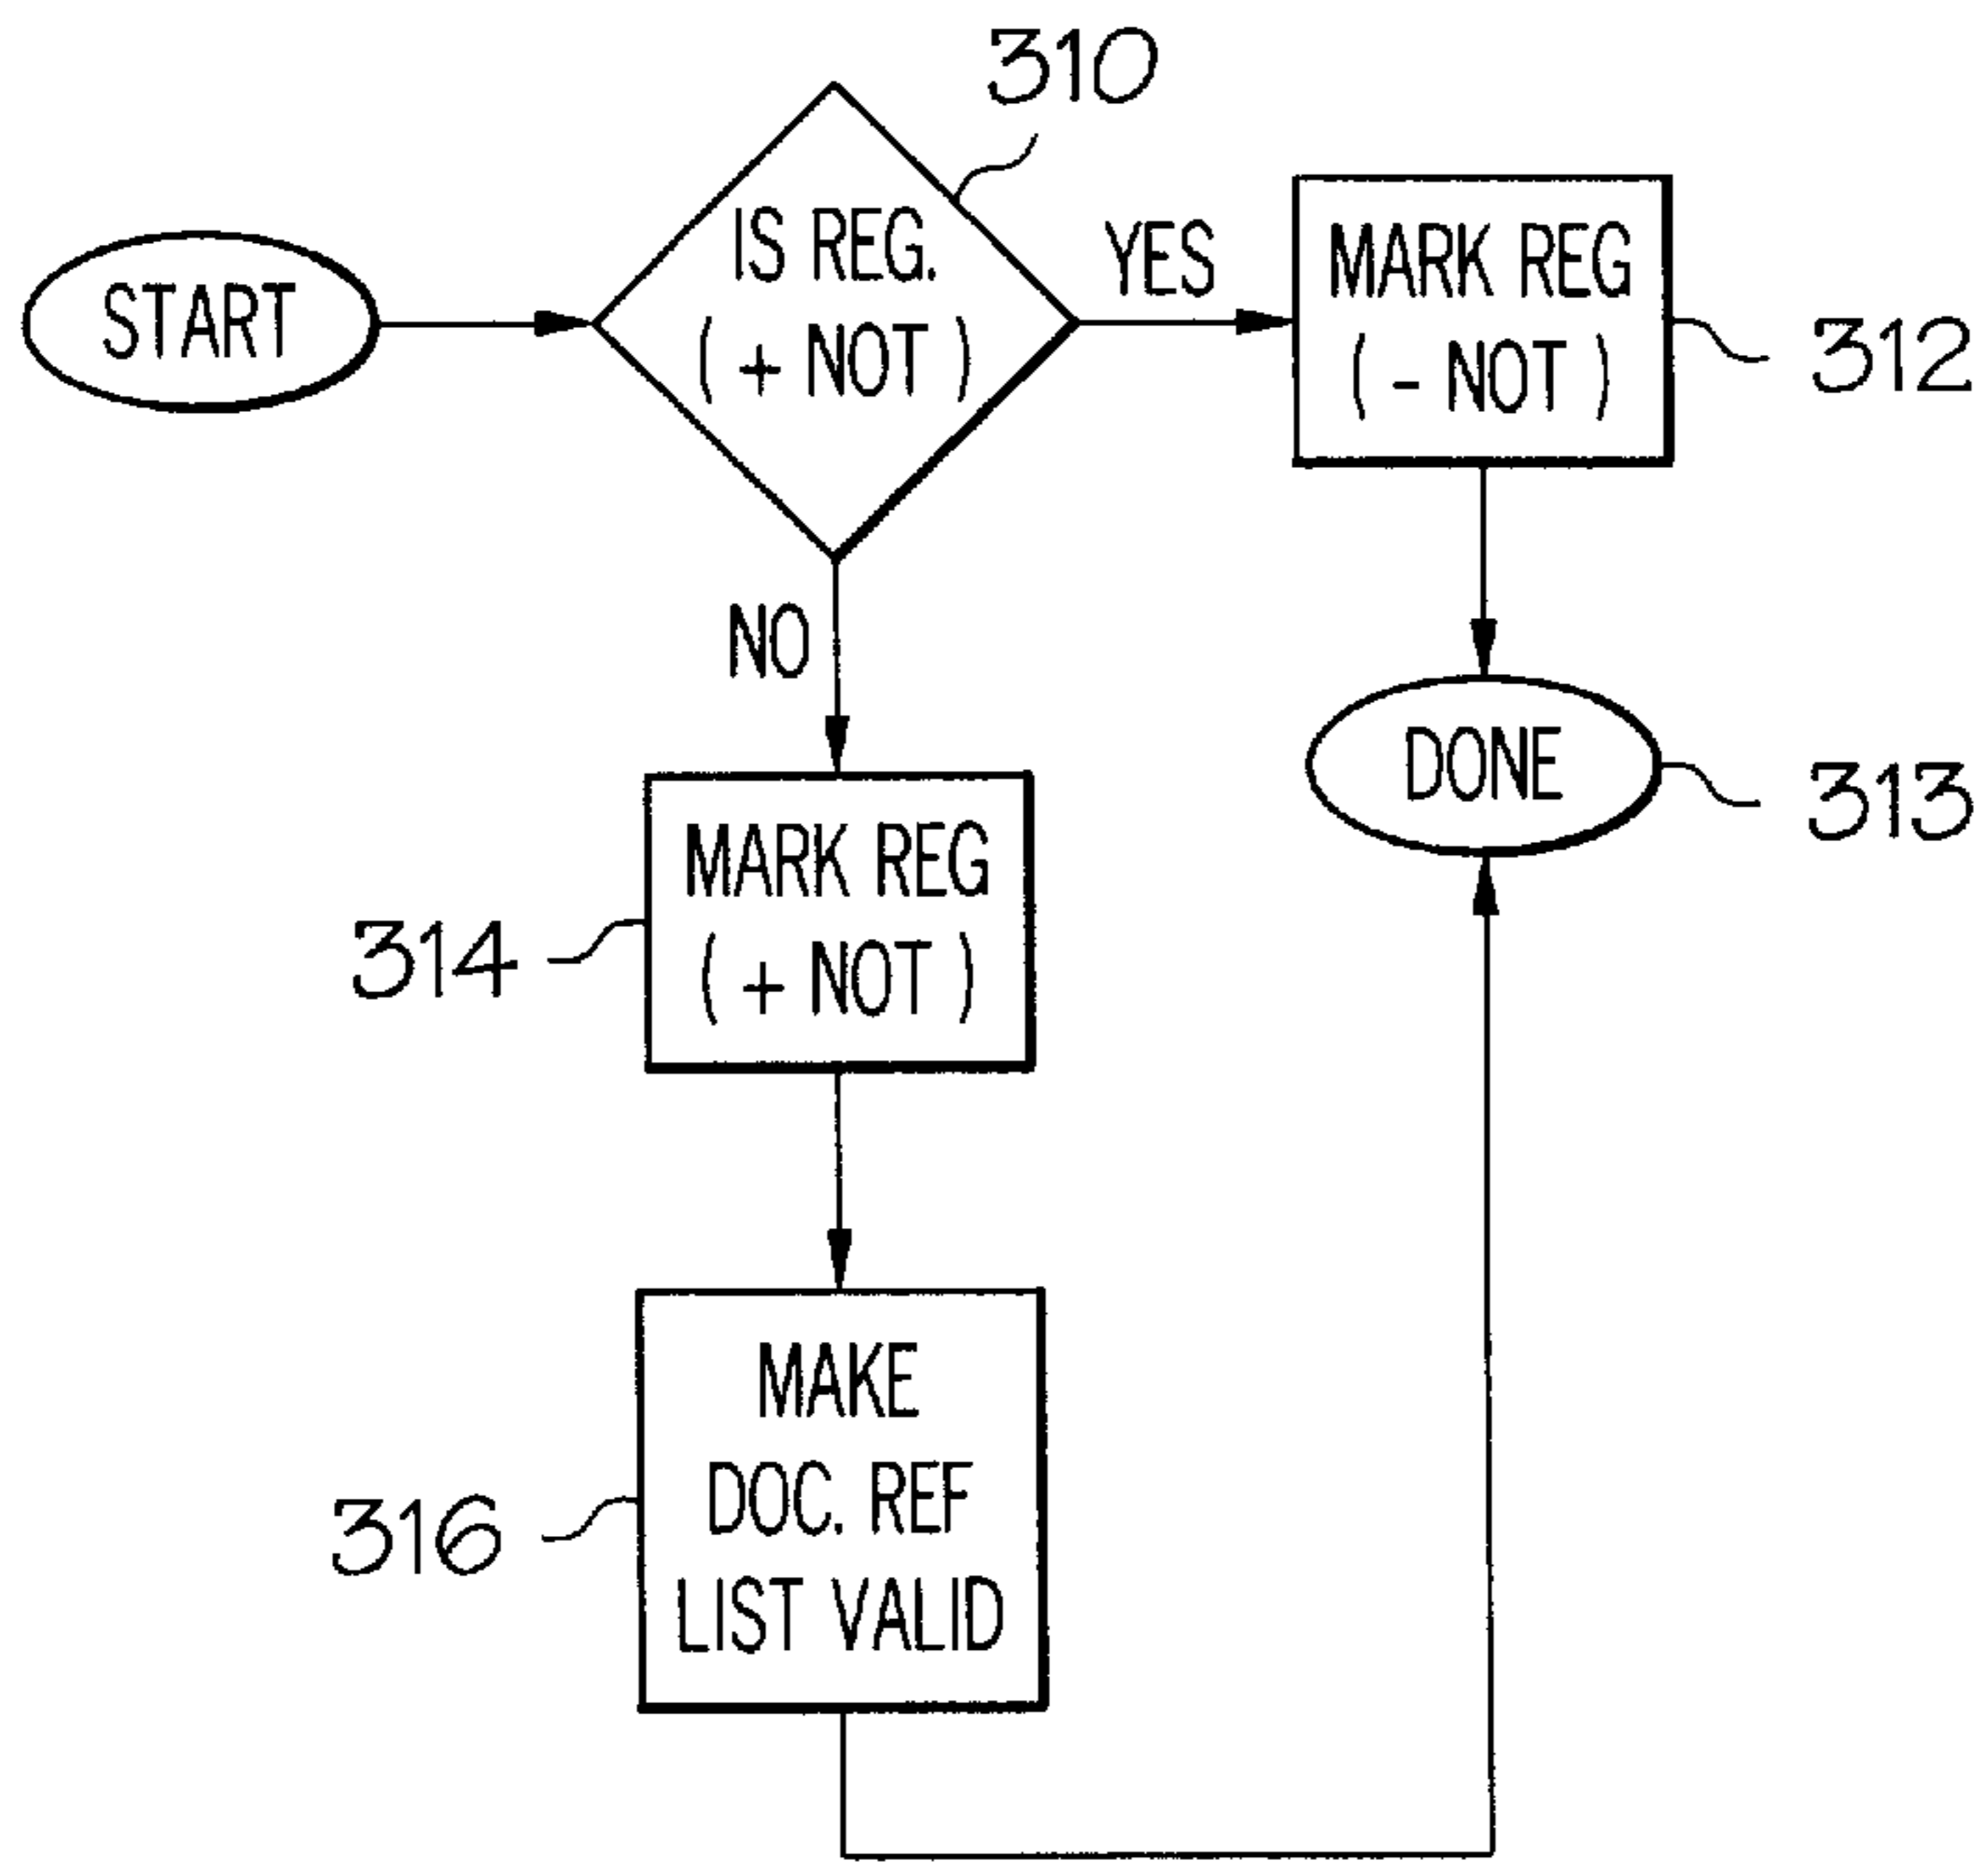 310
START
IS REG.
( + NOT )
YES
MARK REG
( - NOT )
312
NO
DONE
313
MARK REG
( + NOT )
314
MAKE
DOC. REF
LIST VALID
316